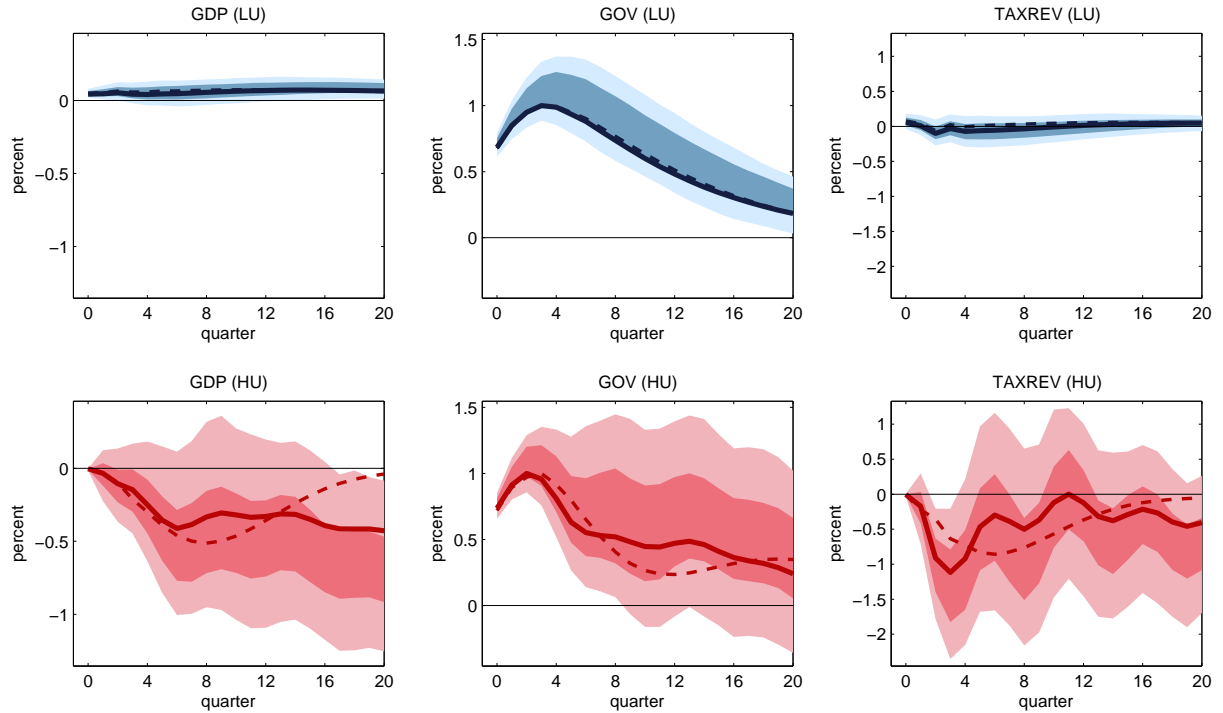 GDP (LU)
percent
0
−0.5
−1
0 4 8 12 16 20
quarter
GOV (LU)
percent
1.5
1
0.5
0
0 4 8 12 16 20
quarter
TAXREV (LU)
percent
1
0.5
0
−0.5
−1
−1.5
−2
0 4 8 12 16 20
quarter
GDP (HU)
percent
0
−0.5
−1
0 4 8 12 16 20
quarter
GOV (HU)
percent
1.5
1
0.5
0
0 4 8 12 16 20
quarter
TAXREV (HU)
percent
1
0.5
0
−0.5
−1
−1.5
−2
0 4 8 12 16 20
quarter